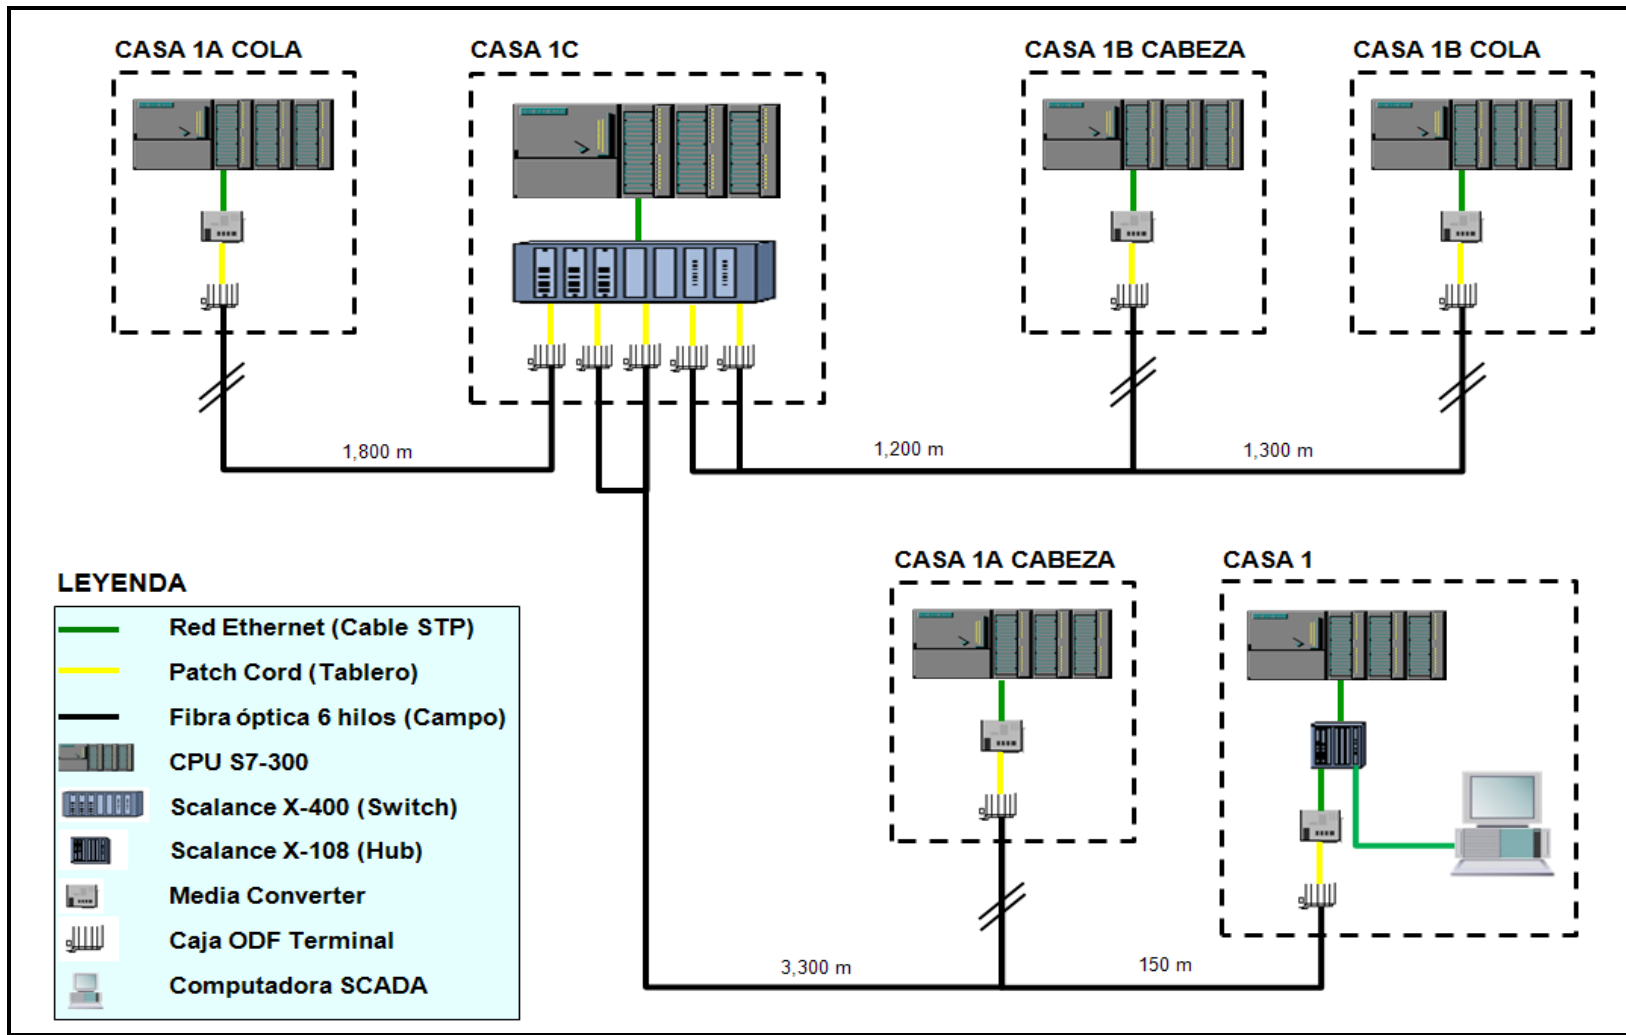 CASA 1A COLA
CASA 1C
CASA 1B CABEZA
CASA 1B COLA
1,800 m
1,200 m
1,300 m
CASA 1A CABEZA
CASA 1
3,300 m
150 m
LEYENDA
Red Ethernet (Cable STP)
Patch Cord (Tablero)
Fibra óptica 6 hilos (Campo)
CPU S7-300
Scalance X-400 (Switch)
Scalance X-108 (Hub)
Media Converter
Caja ODF Terminal
Computadora SCADA